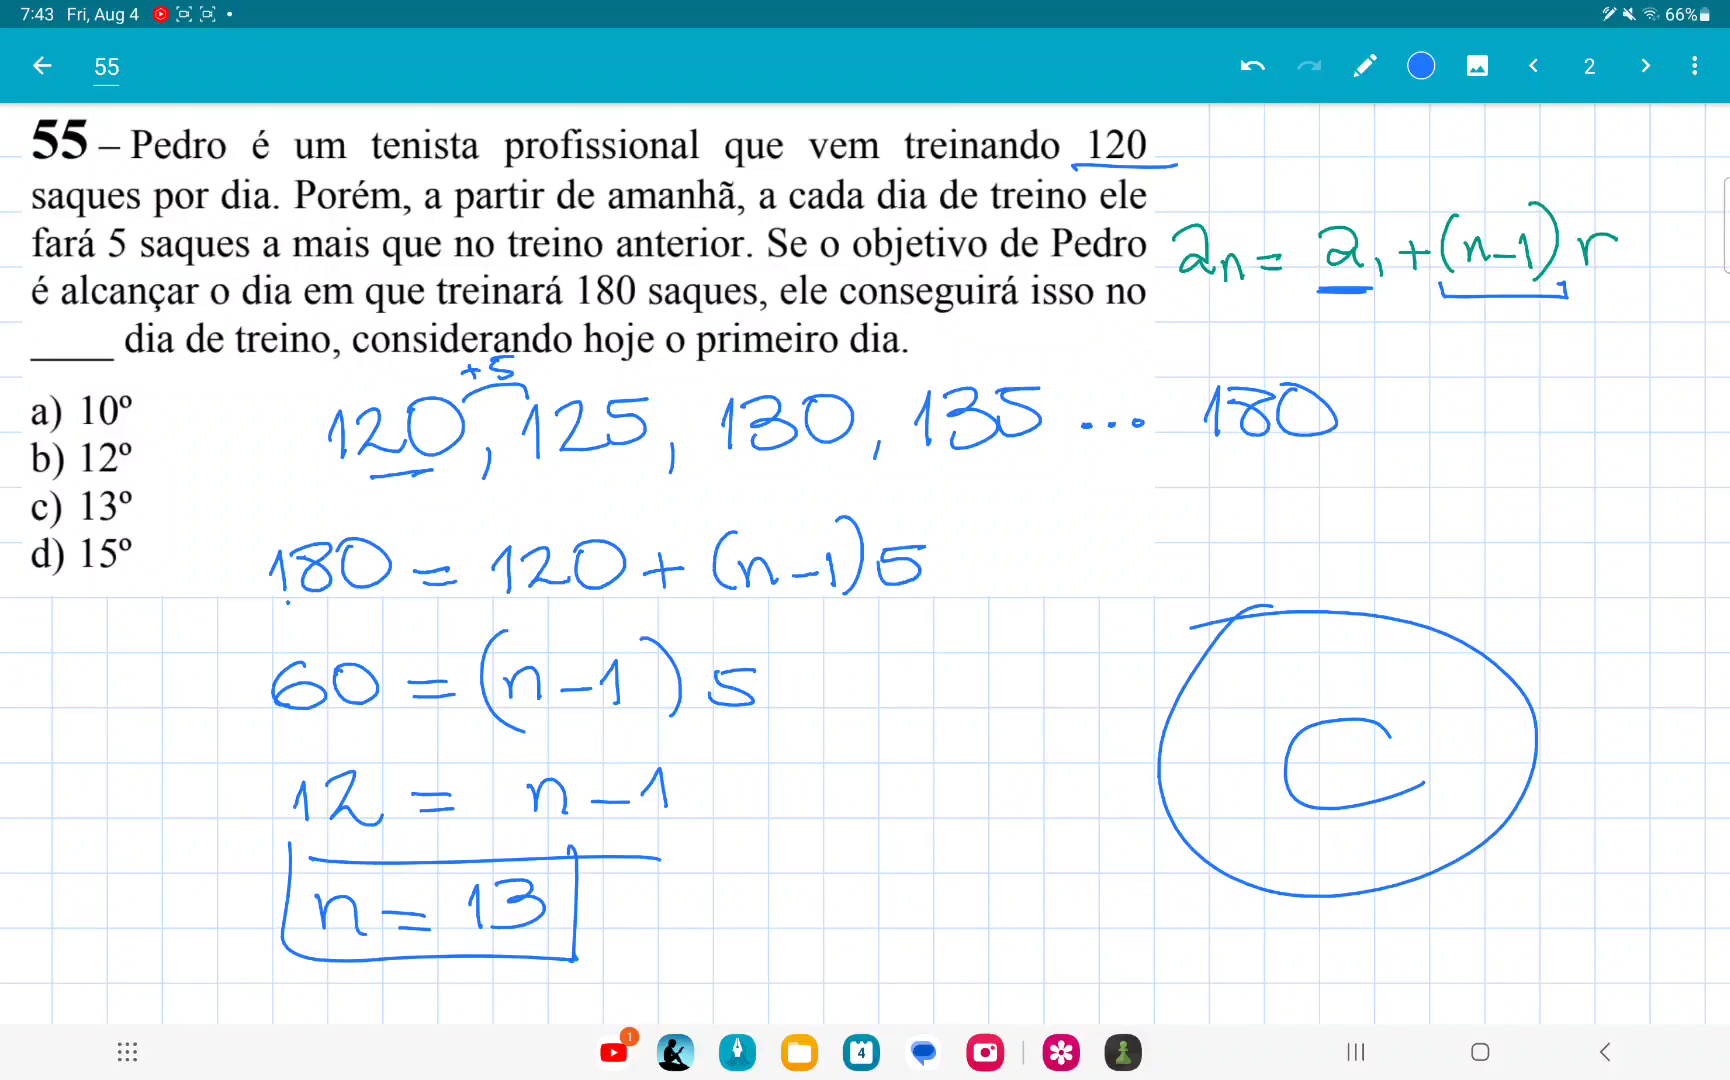 7:43 Fri, Aug 4
66%
55
2
55 – Pedro é um tenista profissional que vem treinando 120
saques por dia. Porém, a partir de amanhã, a cada dia de treino ele
fará 5 saques a mais que no treino anterior. Se o objetivo de Pedro
é alcançar o dia em que treinará 180 saques, ele conseguirá isso no
____ dia de treino, considerando hoje o primeiro dia.
an = a1 + (n-1) r
a) 10º
b) 12º
c) 13º
d) 15º
+5
120, 125, 130, 135 ... 180
180 = 120 + (n-1)5
60 = (n-1) 5
12 = n-1
n = 13
C
1
4